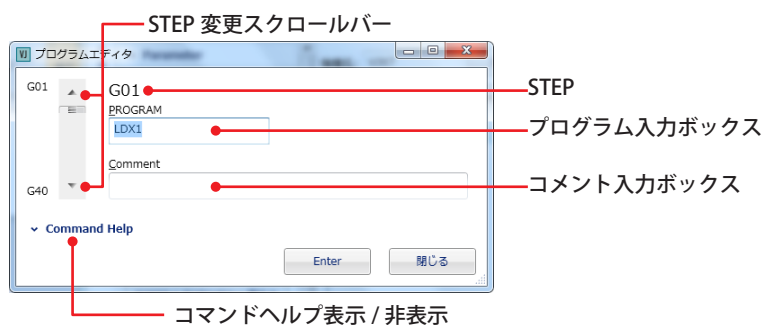 STEP 変更スクロールバー
VJ プログラムエディタ
G01
G01
STEP
PROGRAM
LDX1
プログラム入力ボックス
Comment
コメント入力ボックス
G40
Command Help
Enter
閉じる
コマンドヘルプ表示 / 非表示